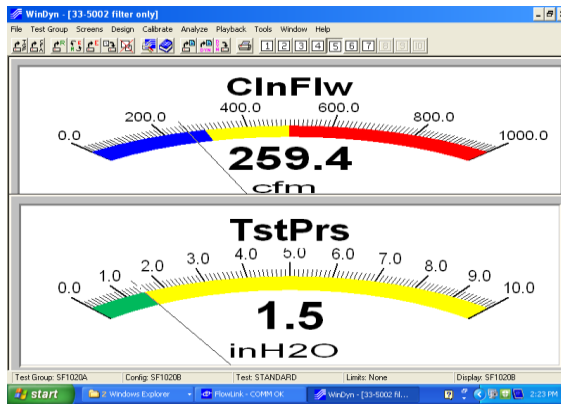 WinDyn - [33-5002 filter only]
File Test Group Screens Design Calibrate Analyze Playback Tools Window Help
1 2 3 4 5 6 7 8 9 10
ClnFlw
0.0 200.0 400.0 600.0 800.0 1000.0
259.4
cfm
TstPrs
0.0 1.0 2.0 3.0 4.0 5.0 6.0 7.0 8.0 9.0 10.0
1.5
inH2O
Test Group: SF1020A Config: SF1020B Test: STANDARD Limits: None Display: SF1020B
start 2 Windows Explorer FlowLink - COMM OK WinDyn - [33-5002 fil... 2:23 PM